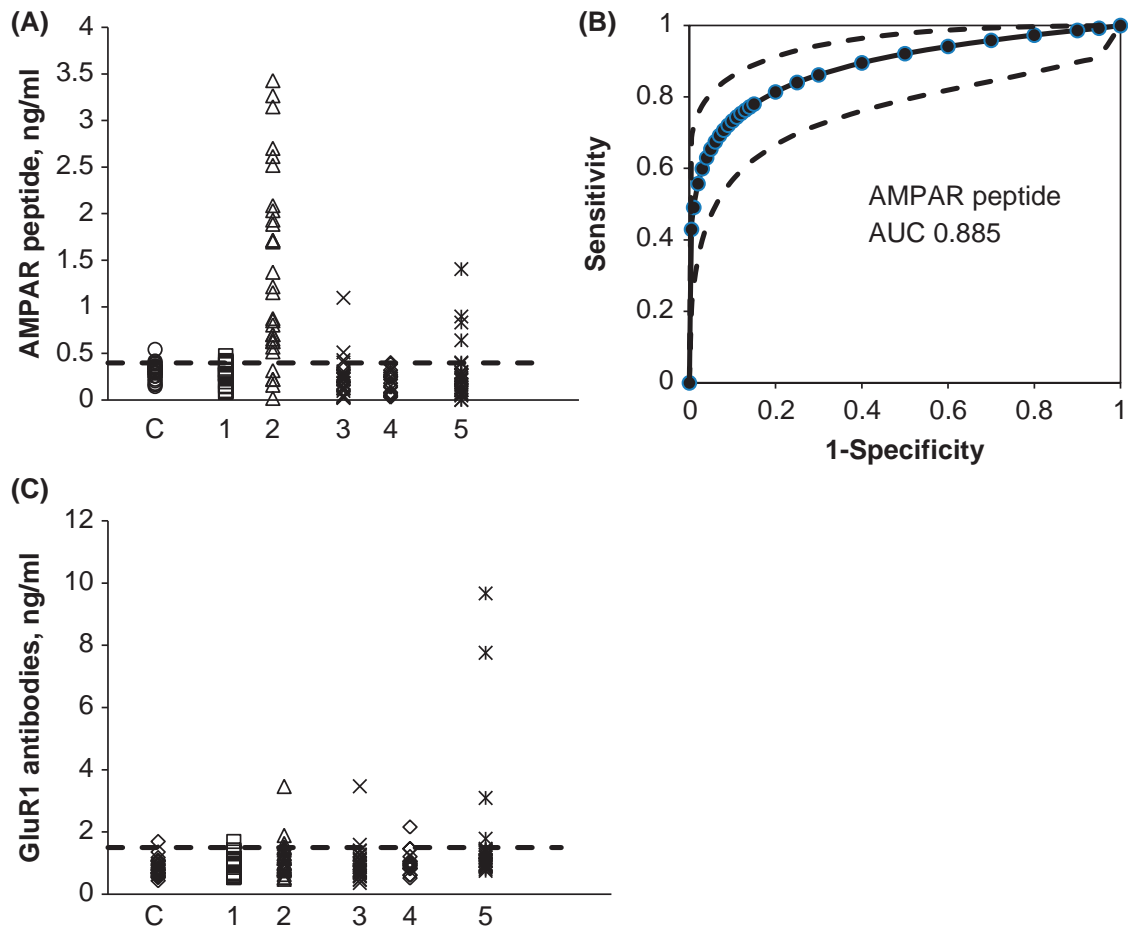 (A)
AMPAR peptide, ng/ml
4
3.5
3
2.5
2
1.5
1
0.5
0
C 1 2 3 4 5
(B)
Sensitivity
1
0.8
0.6
0.4
0.2
0
AMPAR peptide
AUC 0.885
0 0.2 0.4 0.6 0.8 1
1-Specificity
(C)
GluR1 antibodies, ng/ml
12
10
8
6
4
2
0
C 1 2 3 4 5